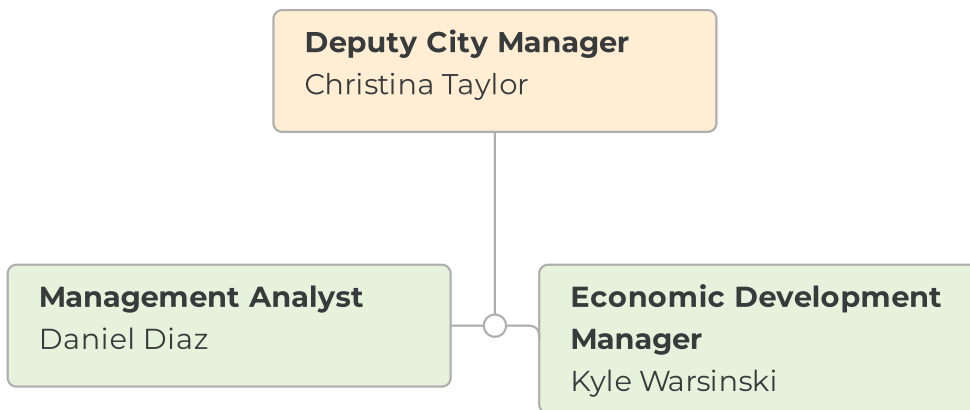 Deputy City Manager
Christina Taylor
Management Analyst
Daniel Diaz
Economic Development
Manager
Kyle Warsinski